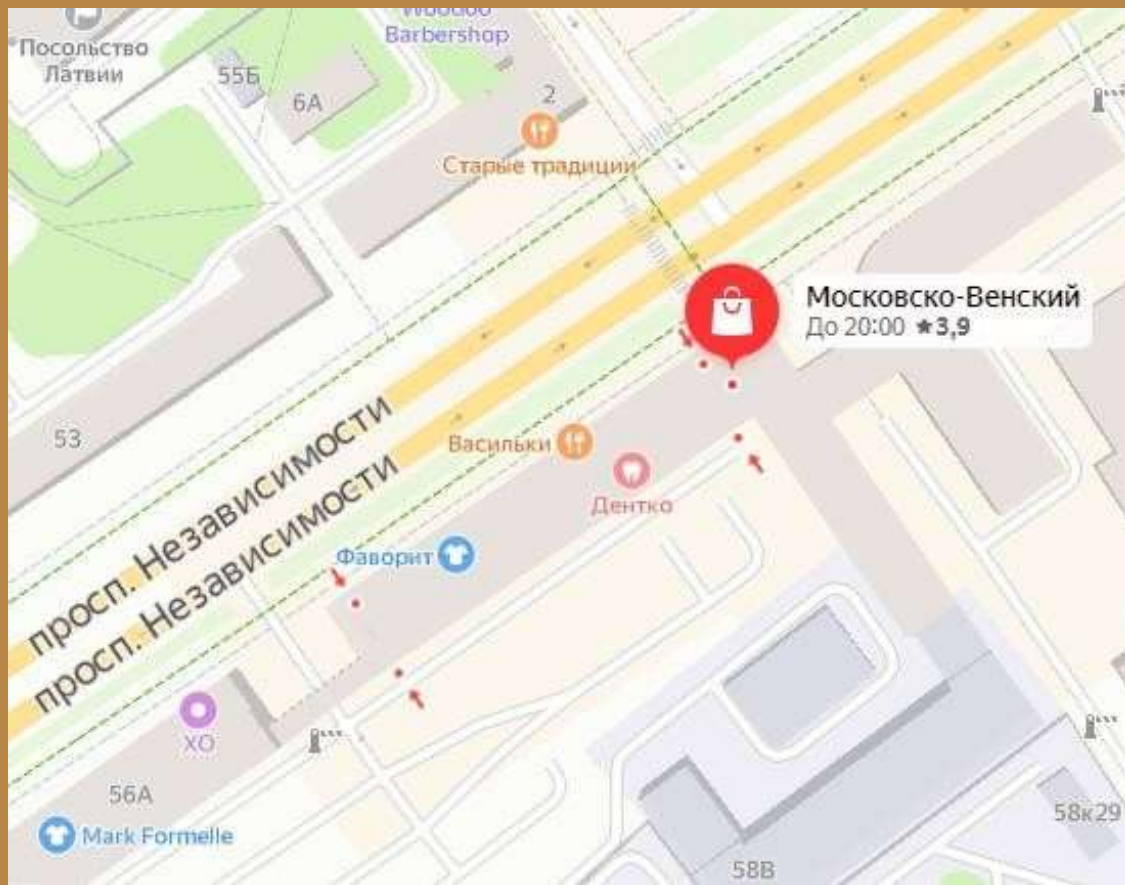 Woodoo
Barbershop
Посольство
Латвии
55Б
6А
2
Старые традиции
Московско-Венский
До 20:00 ★3,9
53
Васильки
Дентко
Фаворит
просп. Независимости
просп. Независимости
ХО
56А
Mark Formelle
58к29
58В